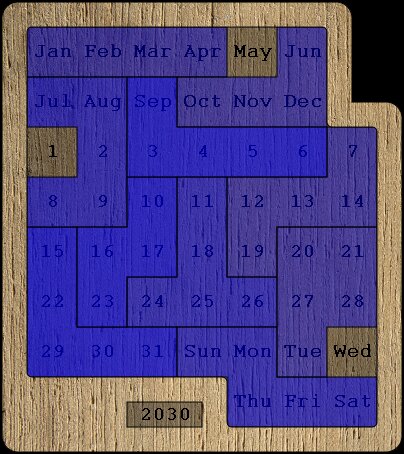 Jan Feb Mar Apr May Jun
Jul Aug Sep Oct Nov Dec
1 2 3 4 5 6 7
8 9 10 11 12 13 14
15 16 17 18 19 20 21
22 23 24 25 26 27 28
29 30 31 Sun Mon Tue Wed
Thu Fri Sat
2030